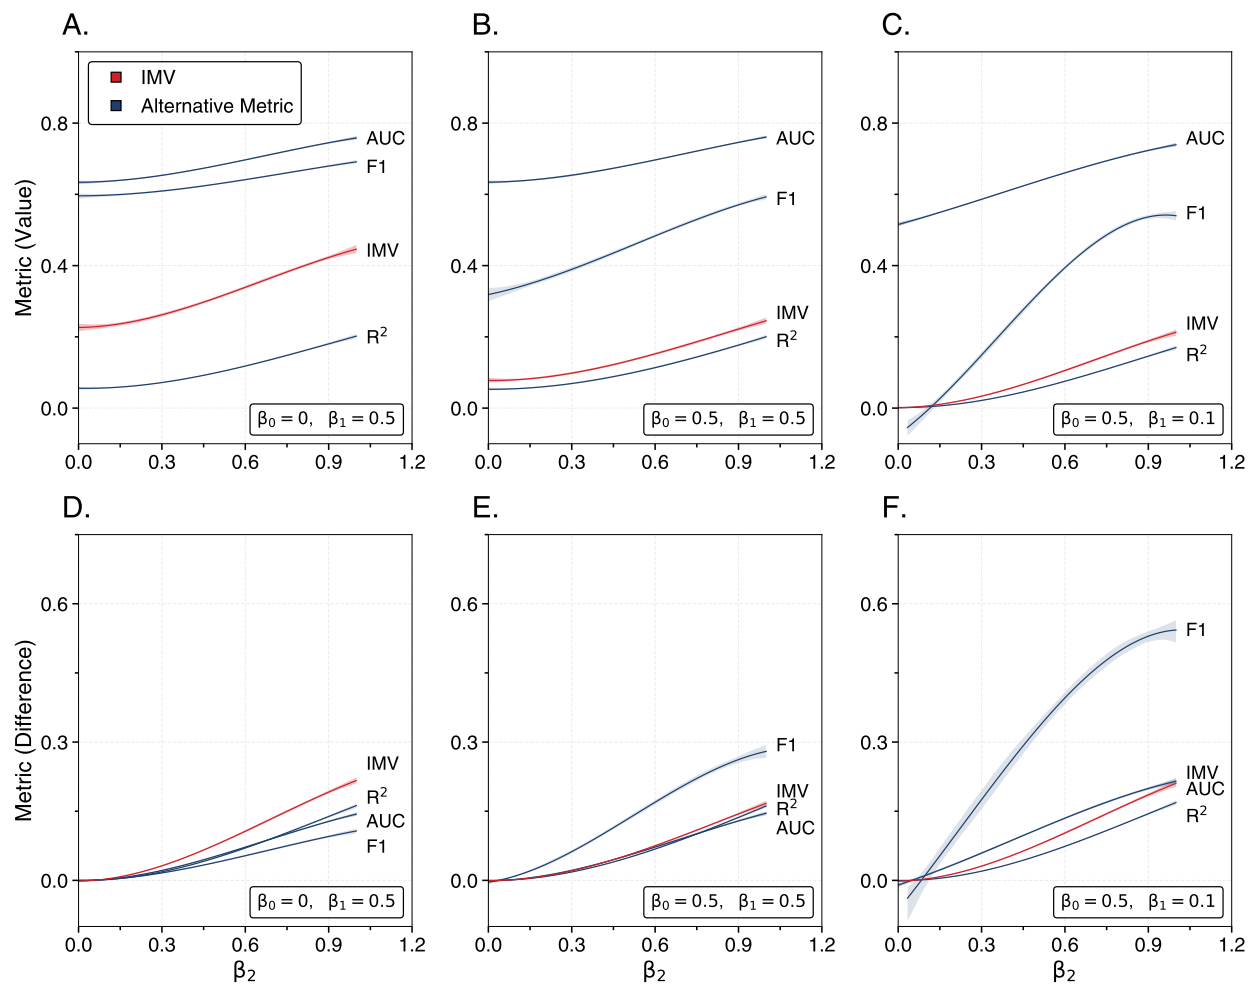 A.
B.
C.
IMV
Alternative Metric
Metric (Value)
0.8
0.4
0.0
AUC
F1
IMV
R²
β₀ = 0, β₁ = 0.5
0.0 0.3 0.6 0.9 1.2
0.8
0.4
0.0
AUC
F1
IMV
R²
β₀ = 0.5, β₁ = 0.5
0.0 0.3 0.6 0.9 1.2
0.8
0.4
0.0
AUC
F1
IMV
R²
β₀ = 0.5, β₁ = 0.1
0.0 0.3 0.6 0.9 1.2
D.
E.
F.
Metric (Difference)
0.6
0.3
0.0
IMV
R²
AUC
F1
β₀ = 0, β₁ = 0.5
0.0 0.3 0.6 0.9 1.2
β₂
0.6
0.3
0.0
F1
IMV
R²
AUC
β₀ = 0.5, β₁ = 0.5
0.0 0.3 0.6 0.9 1.2
β₂
0.6
0.3
0.0
F1
IMV
AUC
R²
β₀ = 0.5, β₁ = 0.1
0.0 0.3 0.6 0.9 1.2
β₂